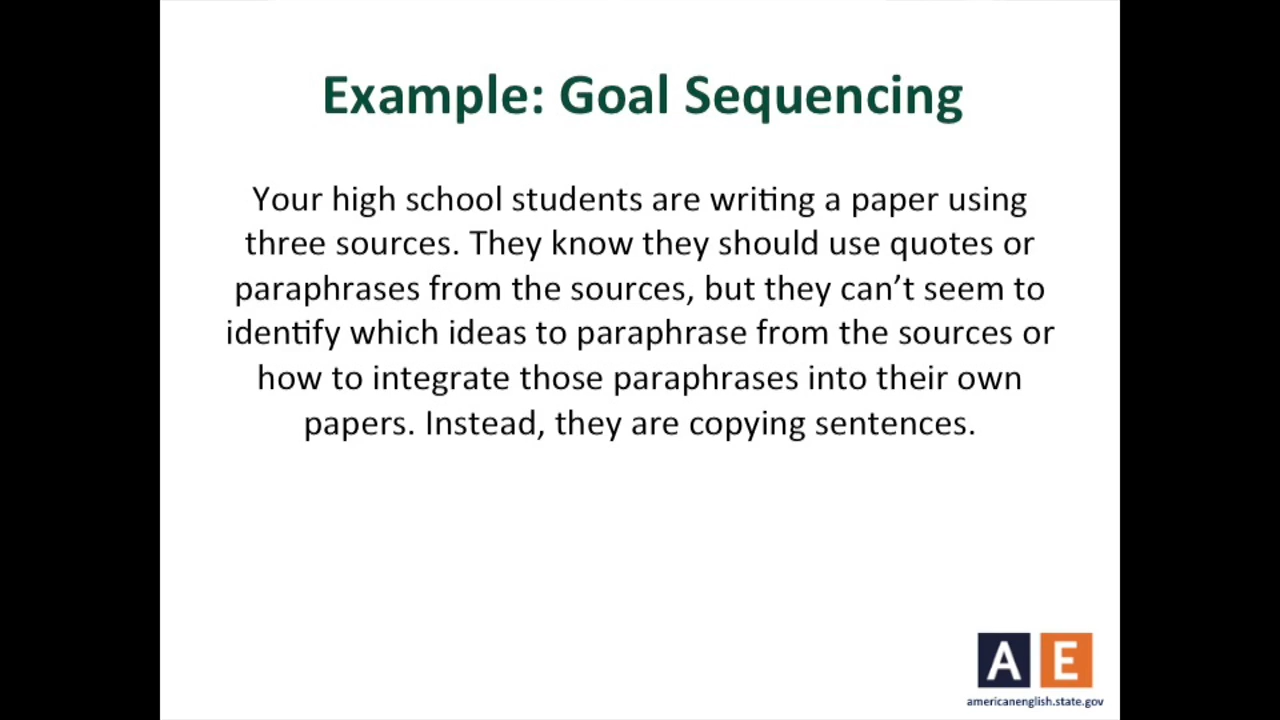 Example: Goal Sequencing
Your high school students are writing a paper using
three sources. They know they should use quotes or
paraphrases from the sources, but they can’t seem to
identify which ideas to paraphrase from the sources or
how to integrate those paraphrases into their own
papers. Instead, they are copying sentences.
A E
americanenglish.state.gov